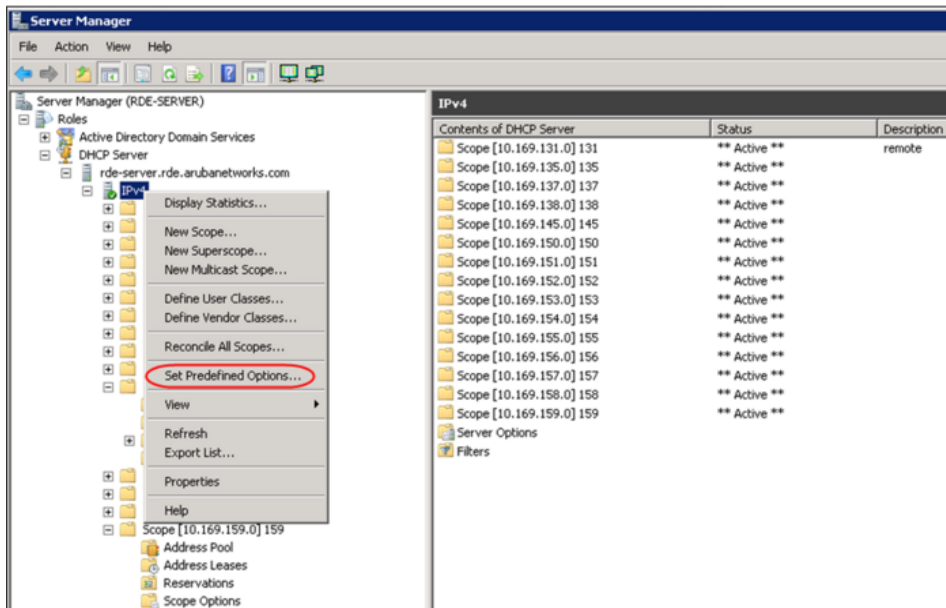 Server Manager
File Action View Help
Server Manager (RDE-SERVER)
Roles
Active Directory Domain Services
DHCP Server
rde-server.rde.arubanetworks.com
IPv4
Display Statistics...
New Scope...
New Superscope...
New Multicast Scope...
Define User Classes...
Define Vendor Classes...
Reconcile All Scopes...
Set Predefined Options...
View
Refresh
Export List...
Properties
Help
Scope [10.169.159.0] 159
Address Pool
Address Leases
Reservations
Scope Options
IPv4
Contents of DHCP Server Status Description
Scope [10.169.131.0] 131 ** Active ** remote
Scope [10.169.135.0] 135 ** Active **
Scope [10.169.137.0] 137 ** Active **
Scope [10.169.138.0] 138 ** Active **
Scope [10.169.145.0] 145 ** Active **
Scope [10.169.150.0] 150 ** Active **
Scope [10.169.151.0] 151 ** Active **
Scope [10.169.152.0] 152 ** Active **
Scope [10.169.153.0] 153 ** Active **
Scope [10.169.154.0] 154 ** Active **
Scope [10.169.155.0] 155 ** Active **
Scope [10.169.156.0] 156 ** Active **
Scope [10.169.157.0] 157 ** Active **
Scope [10.169.158.0] 158 ** Active **
Scope [10.169.159.0] 159 ** Active **
Server Options
Filters